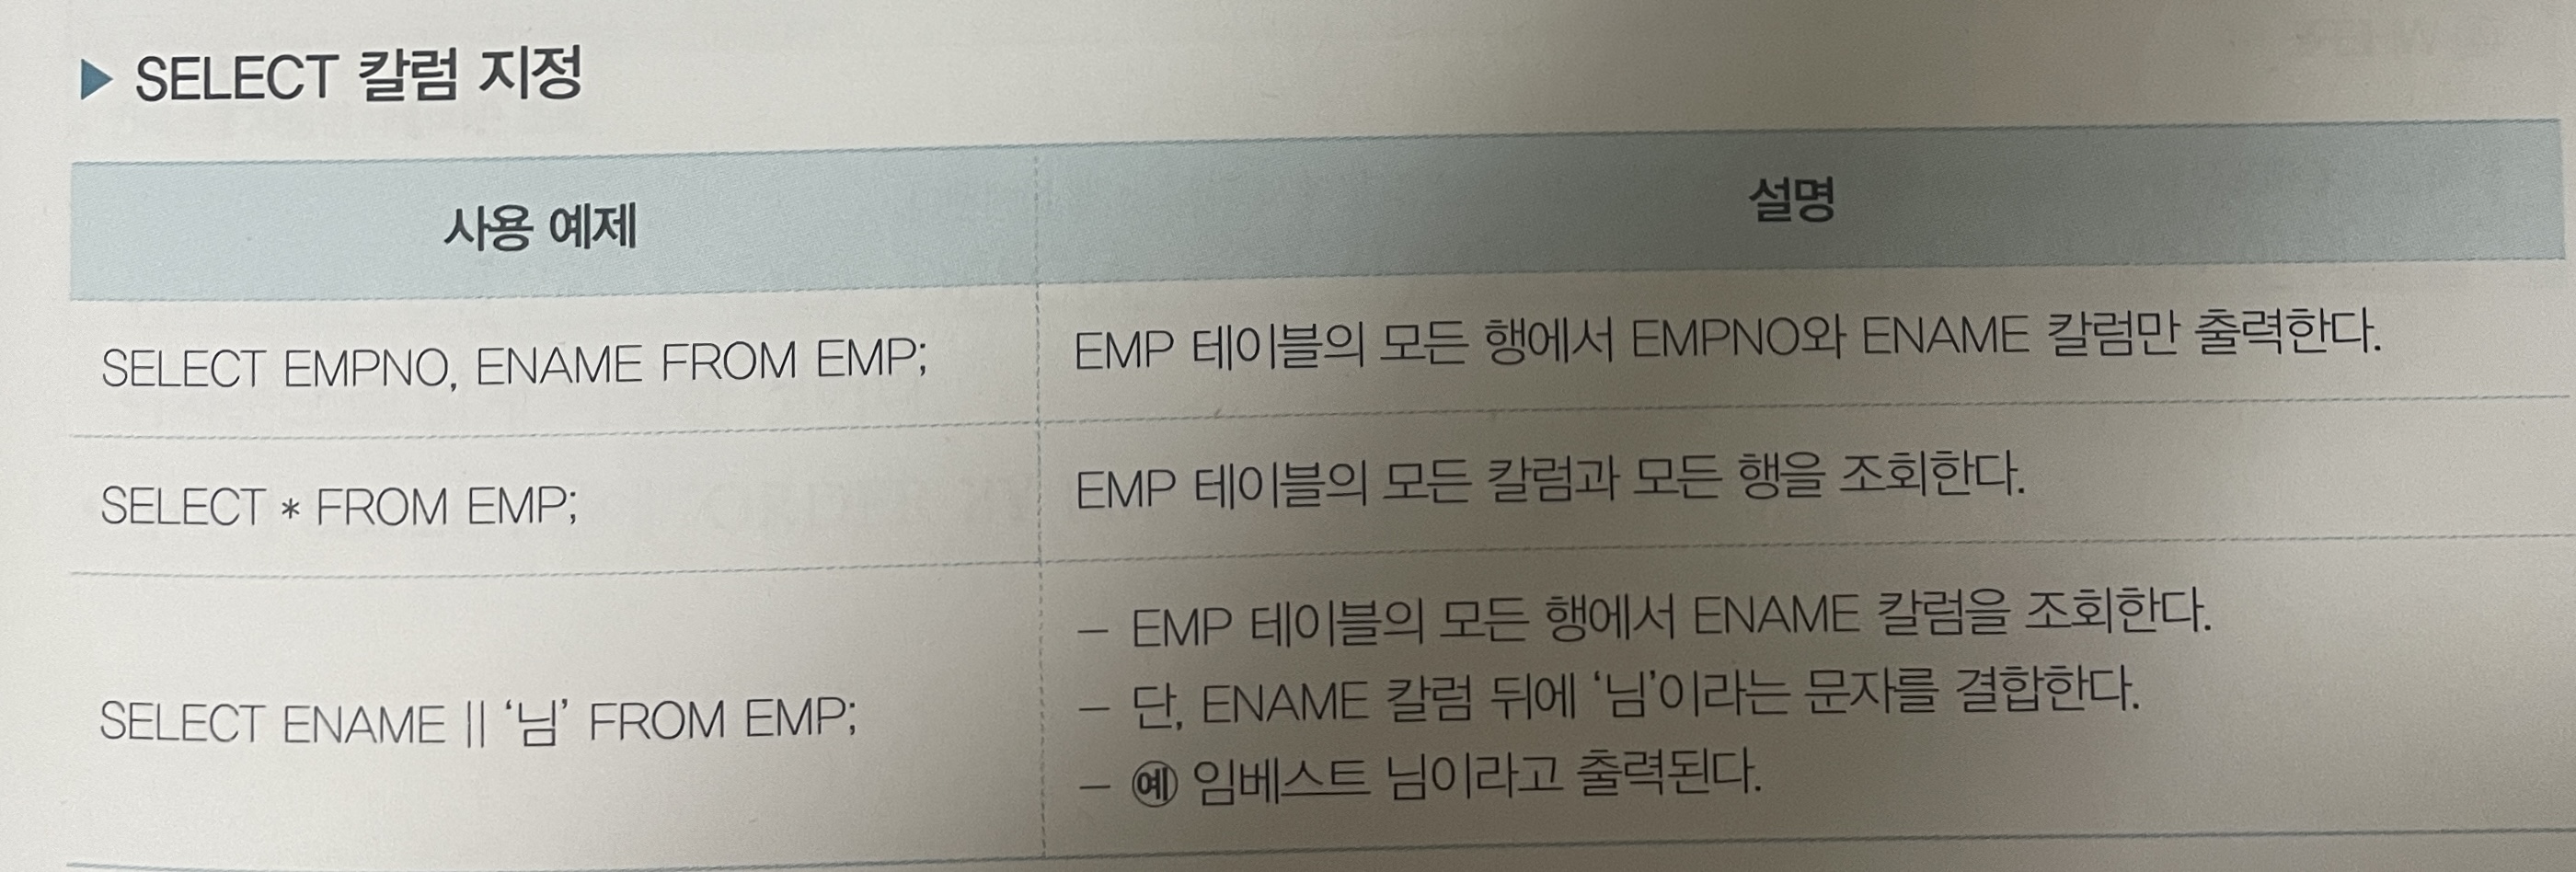 ▶ SELECT 칼럼 지정
사용 예제
설명
SELECT EMPNO, ENAME FROM EMP;
EMP 테이블의 모든 행에서 EMPNO와 ENAME 칼럼만 출력한다.
SELECT * FROM EMP;
EMP 테이블의 모든 칼럼과 모든 행을 조회한다.
SELECT ENAME || ‘님’ FROM EMP;
– EMP 테이블의 모든 행에서 ENAME 칼럼을 조회한다.
– 단, ENAME 칼럼 뒤에 ‘님’이라는 문자를 결합한다.
– 예 임베스트 님이라고 출력된다.